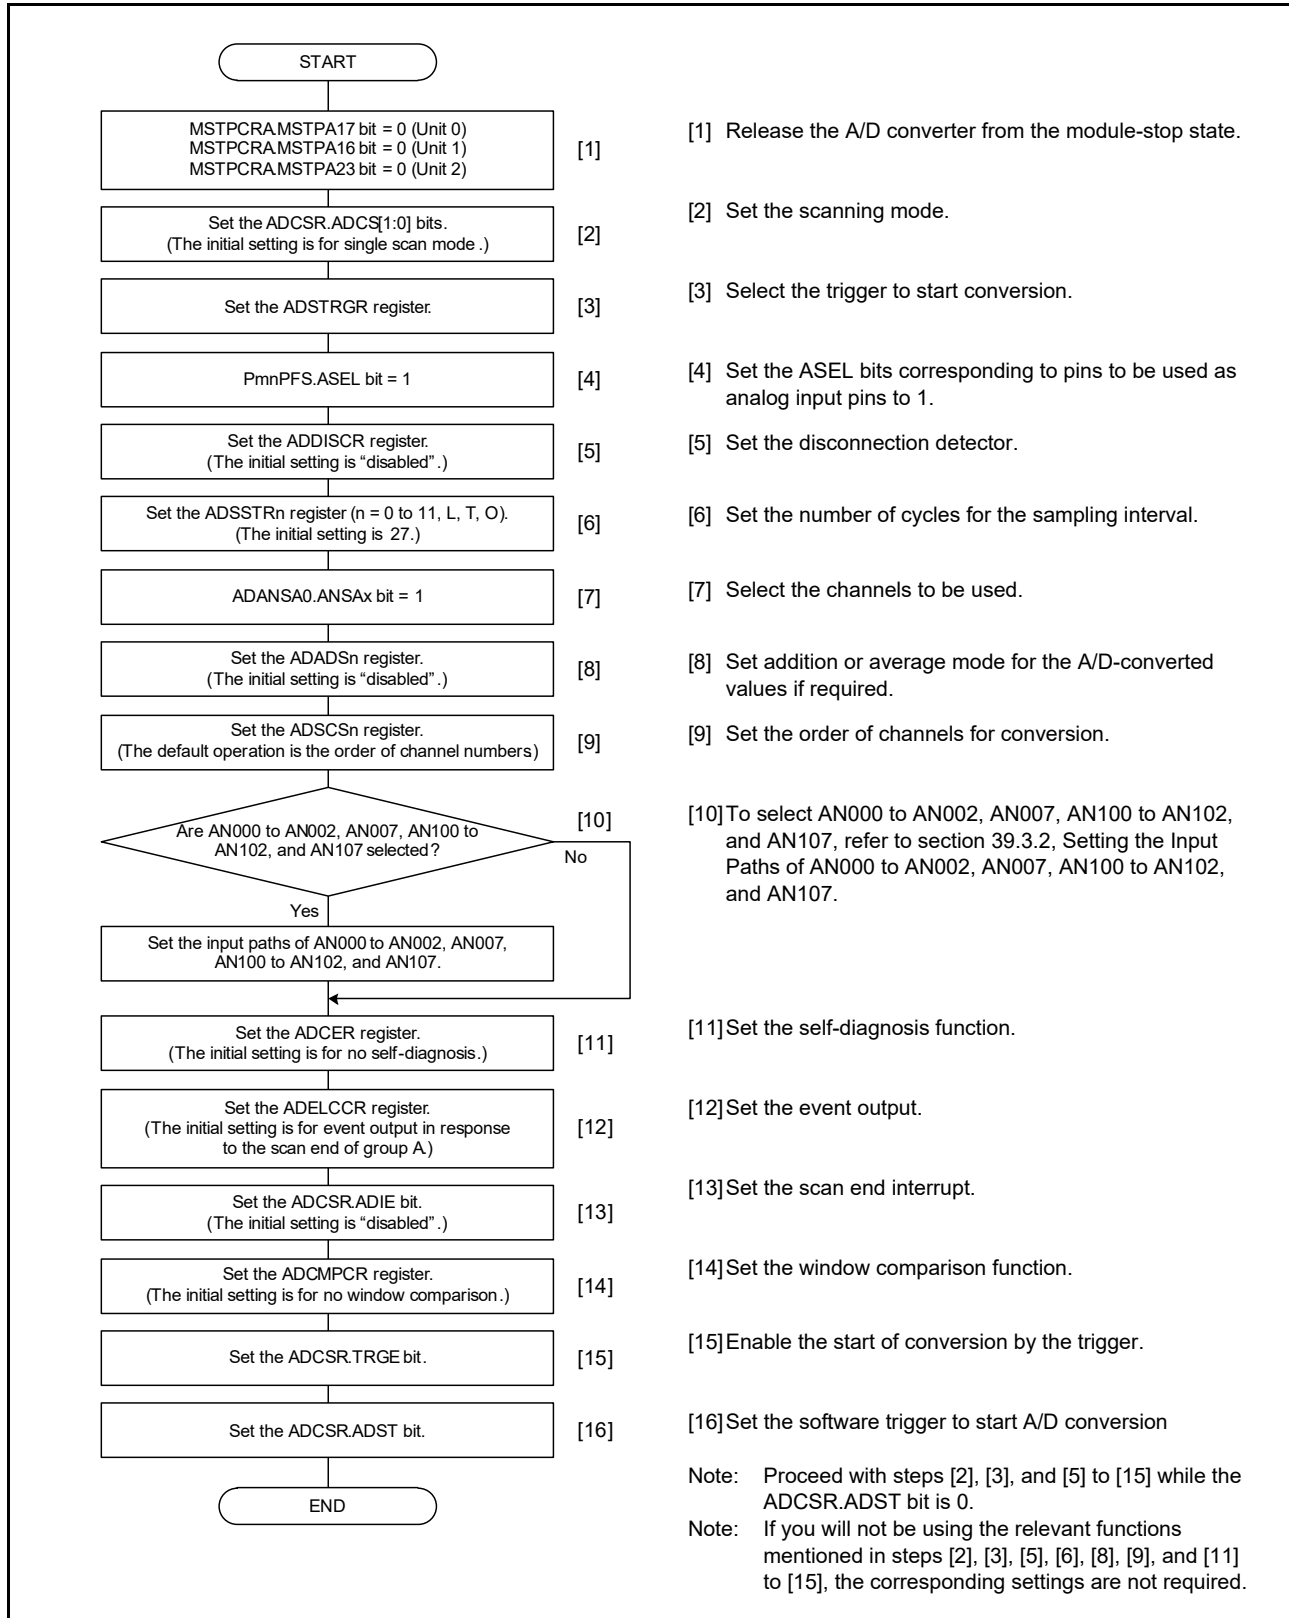 START
MSTPCRA.MSTPA17 bit = 0 (Unit 0)
MSTPCRA.MSTPA16 bit = 0 (Unit 1)
MSTPCRA.MSTPA23 bit = 0 (Unit 2)
[1]
[1] Release the A/D converter from the module-stop state.
Set the ADCSR.ADCS[1:0] bits.
(The initial setting is for single scan mode.)
[2]
[2] Set the scanning mode.
Set the ADSTRGR register.
[3]
[3] Select the trigger to start conversion.
PmnPFS.ASEL bit = 1
[4]
[4] Set the ASEL bits corresponding to pins to be used as
analog input pins to 1.
Set the ADDISCR register.
(The initial setting is “disabled”.)
[5]
[5] Set the disconnection detector.
Set the ADSSTRn register (n = 0 to 11, L, T, O).
(The initial setting is 27.)
[6]
[6] Set the number of cycles for the sampling interval.
ADANSA0.ANSAx bit = 1
[7]
[7] Select the channels to be used.
Set the ADADSn register.
(The initial setting is “disabled”.)
[8]
[8] Set addition or average mode for the A/D-converted
values if required.
Set the ADSCSn register.
(The default operation is the order of channel numbers.)
[9]
[9] Set the order of channels for conversion.
Are AN000 to AN002, AN007, AN100 to
AN102, and AN107 selected?
[10]
No
Yes
[10] To select AN000 to AN002, AN007, AN100 to AN102,
and AN107, refer to section 39.3.2, Setting the Input
Paths of AN000 to AN002, AN007, AN100 to AN102,
and AN107.
Set the input paths of AN000 to AN002, AN007,
AN100 to AN102, and AN107.
Set the ADCER register.
(The initial setting is for no self-diagnosis.)
[11]
[11] Set the self-diagnosis function.
Set the ADELCCR register.
(The initial setting is for event output in response
to the scan end of group A.)
[12]
[12] Set the event output.
Set the ADCSR.ADIE bit.
(The initial setting is “disabled”.)
[13]
[13] Set the scan end interrupt.
Set the ADCMPCR register.
(The initial setting is for no window comparison.)
[14]
[14] Set the window comparison function.
Set the ADCSR.TRGE bit.
[15]
[15] Enable the start of conversion by the trigger.
Set the ADCSR.ADST bit.
[16]
[16] Set the software trigger to start A/D conversion
END
Note: Proceed with steps [2], [3], and [5] to [15] while the
ADCSR.ADST bit is 0.
Note: If you will not be using the relevant functions
mentioned in steps [2], [3], [5], [6], [8], [9], and [11]
to [15], the corresponding settings are not required.